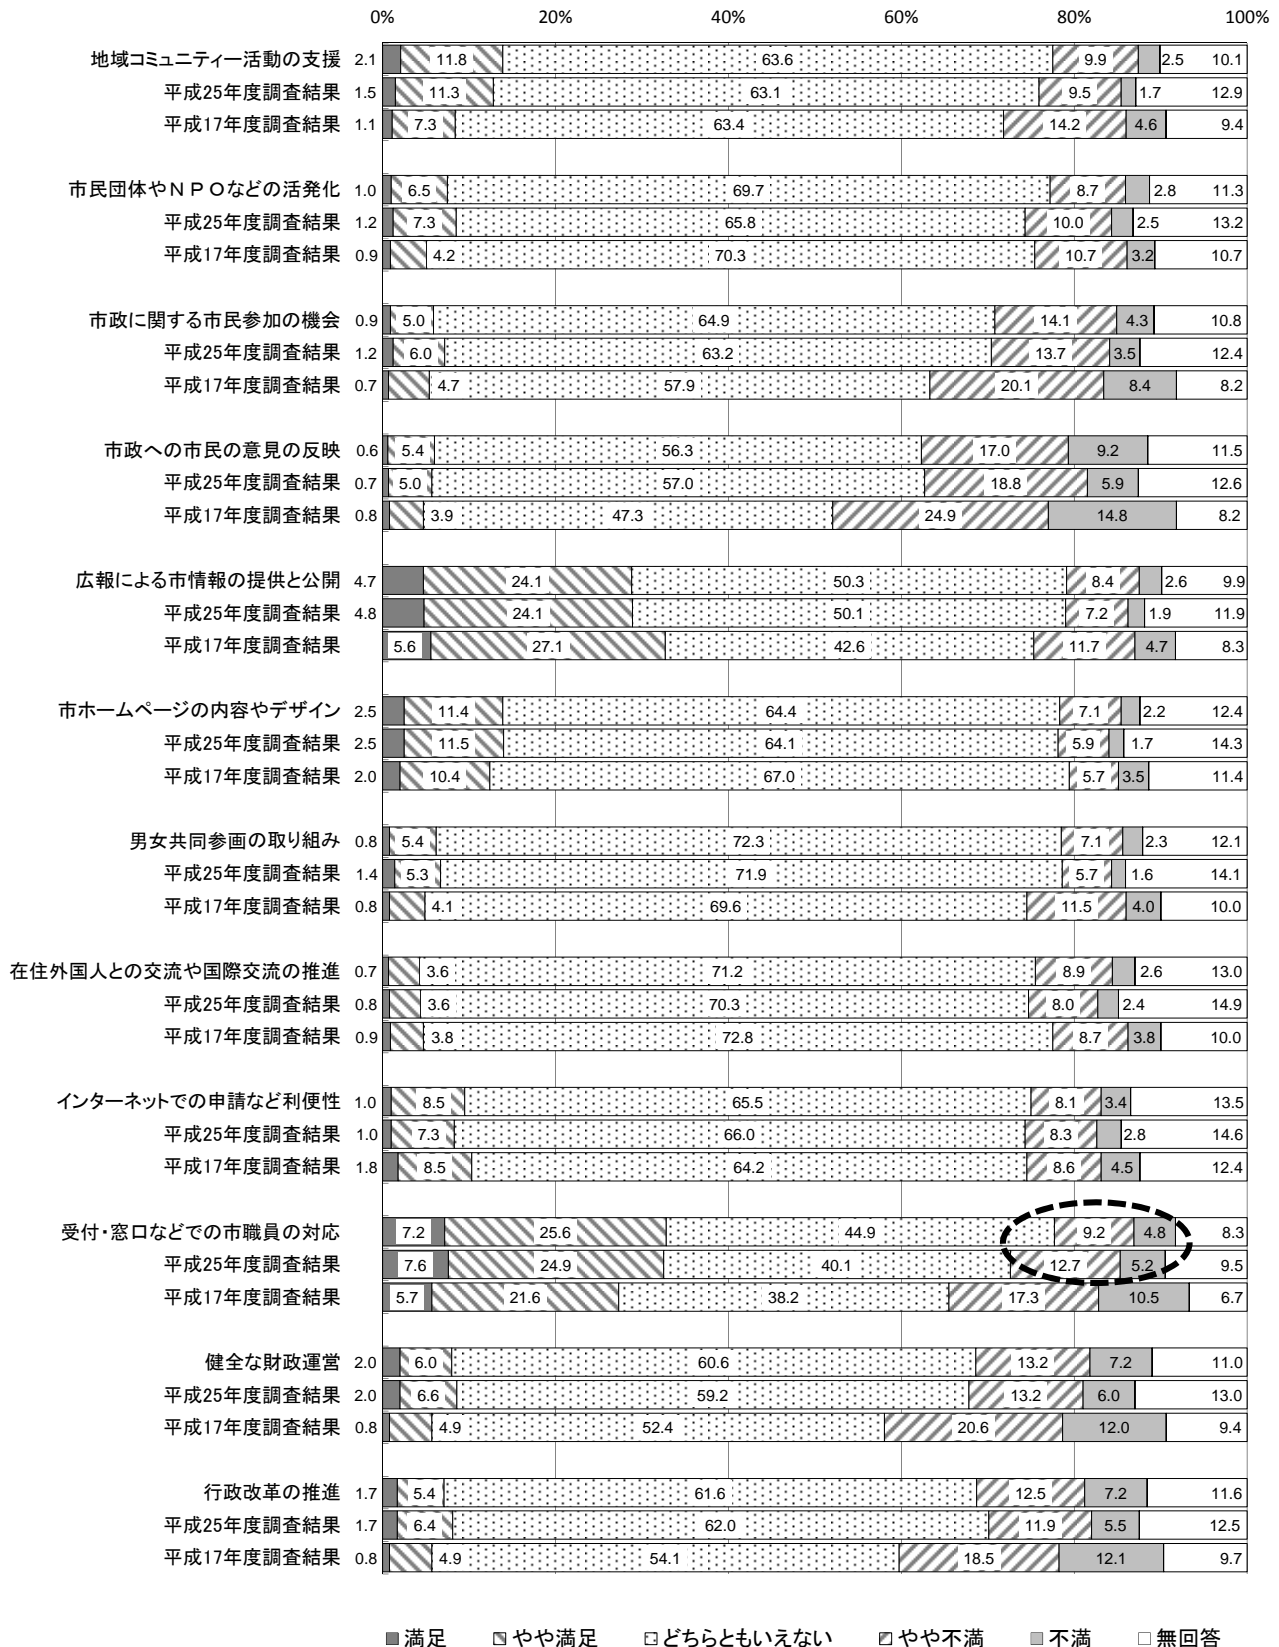 0% 20% 40% 60% 80% 100%
地域コミュニティー活動の支援 2.1 11.8 63.6 9.9 2.5 10.1
平成25年度調査結果 1.5 11.3 63.1 9.5 1.7 12.9
平成17年度調査結果 1.1 7.3 63.4 14.2 4.6 9.4
市民団体やNPOなどの活発化 1.0 6.5 69.7 8.7 2.8 11.3
平成25年度調査結果 1.2 7.3 65.8 10.0 2.5 13.2
平成17年度調査結果 0.9 4.2 70.3 10.7 3.2 10.7
市政に関する市民参加の機会 0.9 5.0 64.9 14.1 4.3 10.8
平成25年度調査結果 1.2 6.0 63.2 13.7 3.5 12.4
平成17年度調査結果 0.7 4.7 57.9 20.1 8.4 8.2
市政への市民の意見の反映 0.6 5.4 56.3 17.0 9.2 11.5
平成25年度調査結果 0.7 5.0 57.0 18.8 5.9 12.6
平成17年度調査結果 0.8 3.9 47.3 24.9 14.8 8.2
広報による市情報の提供と公開 4.7 24.1 50.3 8.4 2.6 9.9
平成25年度調査結果 4.8 24.1 50.1 7.2 1.9 11.9
平成17年度調査結果 5.6 27.1 42.6 11.7 4.7 8.3
市ホームページの内容やデザイン 2.5 11.4 64.4 7.1 2.2 12.4
平成25年度調査結果 2.5 11.5 64.1 5.9 1.7 14.3
平成17年度調査結果 2.0 10.4 67.0 5.7 3.5 11.4
男女共同参画の取り組み 0.8 5.4 72.3 7.1 2.3 12.1
平成25年度調査結果 1.4 5.3 71.9 5.7 1.6 14.1
平成17年度調査結果 0.8 4.1 69.6 11.5 4.0 10.0
在住外国人との交流や国際交流の推進 0.7 3.6 71.2 8.9 2.6 13.0
平成25年度調査結果 0.8 3.6 70.3 8.0 2.4 14.9
平成17年度調査結果 0.9 3.8 72.8 8.7 3.8 10.0
インターネットでの申請など利便性 1.0 8.5 65.5 8.1 3.4 13.5
平成25年度調査結果 1.0 7.3 66.0 8.3 2.8 14.6
平成17年度調査結果 1.8 8.5 64.2 8.6 4.5 12.4
受付・窓口などでの市職員の対応 7.2 25.6 44.9 9.2 4.8 8.3
平成25年度調査結果 7.6 24.9 40.1 12.7 5.2 9.5
平成17年度調査結果 5.7 21.6 38.2 17.3 10.5 6.7
健全な財政運営 2.0 6.0 60.6 13.2 7.2 11.0
平成25年度調査結果 2.0 6.6 59.2 13.2 6.0 13.0
平成17年度調査結果 0.8 4.9 52.4 20.6 12.0 9.4
行政改革の推進 1.7 5.4 61.6 12.5 7.2 11.6
平成25年度調査結果 1.7 6.4 62.0 11.9 5.5 12.5
平成17年度調査結果 0.8 4.9 54.1 18.5 12.1 9.7
満足 やや満足 どちらともいえない やや不満 不満 無回答